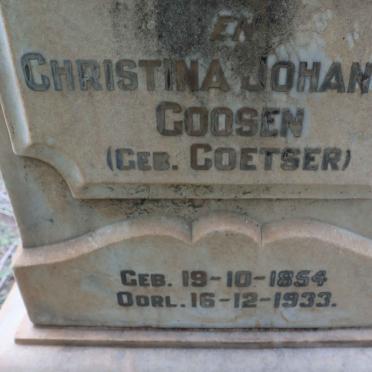 EN
CHRISTINA JOHAN
GOOSEN
(GEB. COETSER)
GEB. 19-10-1854
OORL. 16-12-1933.